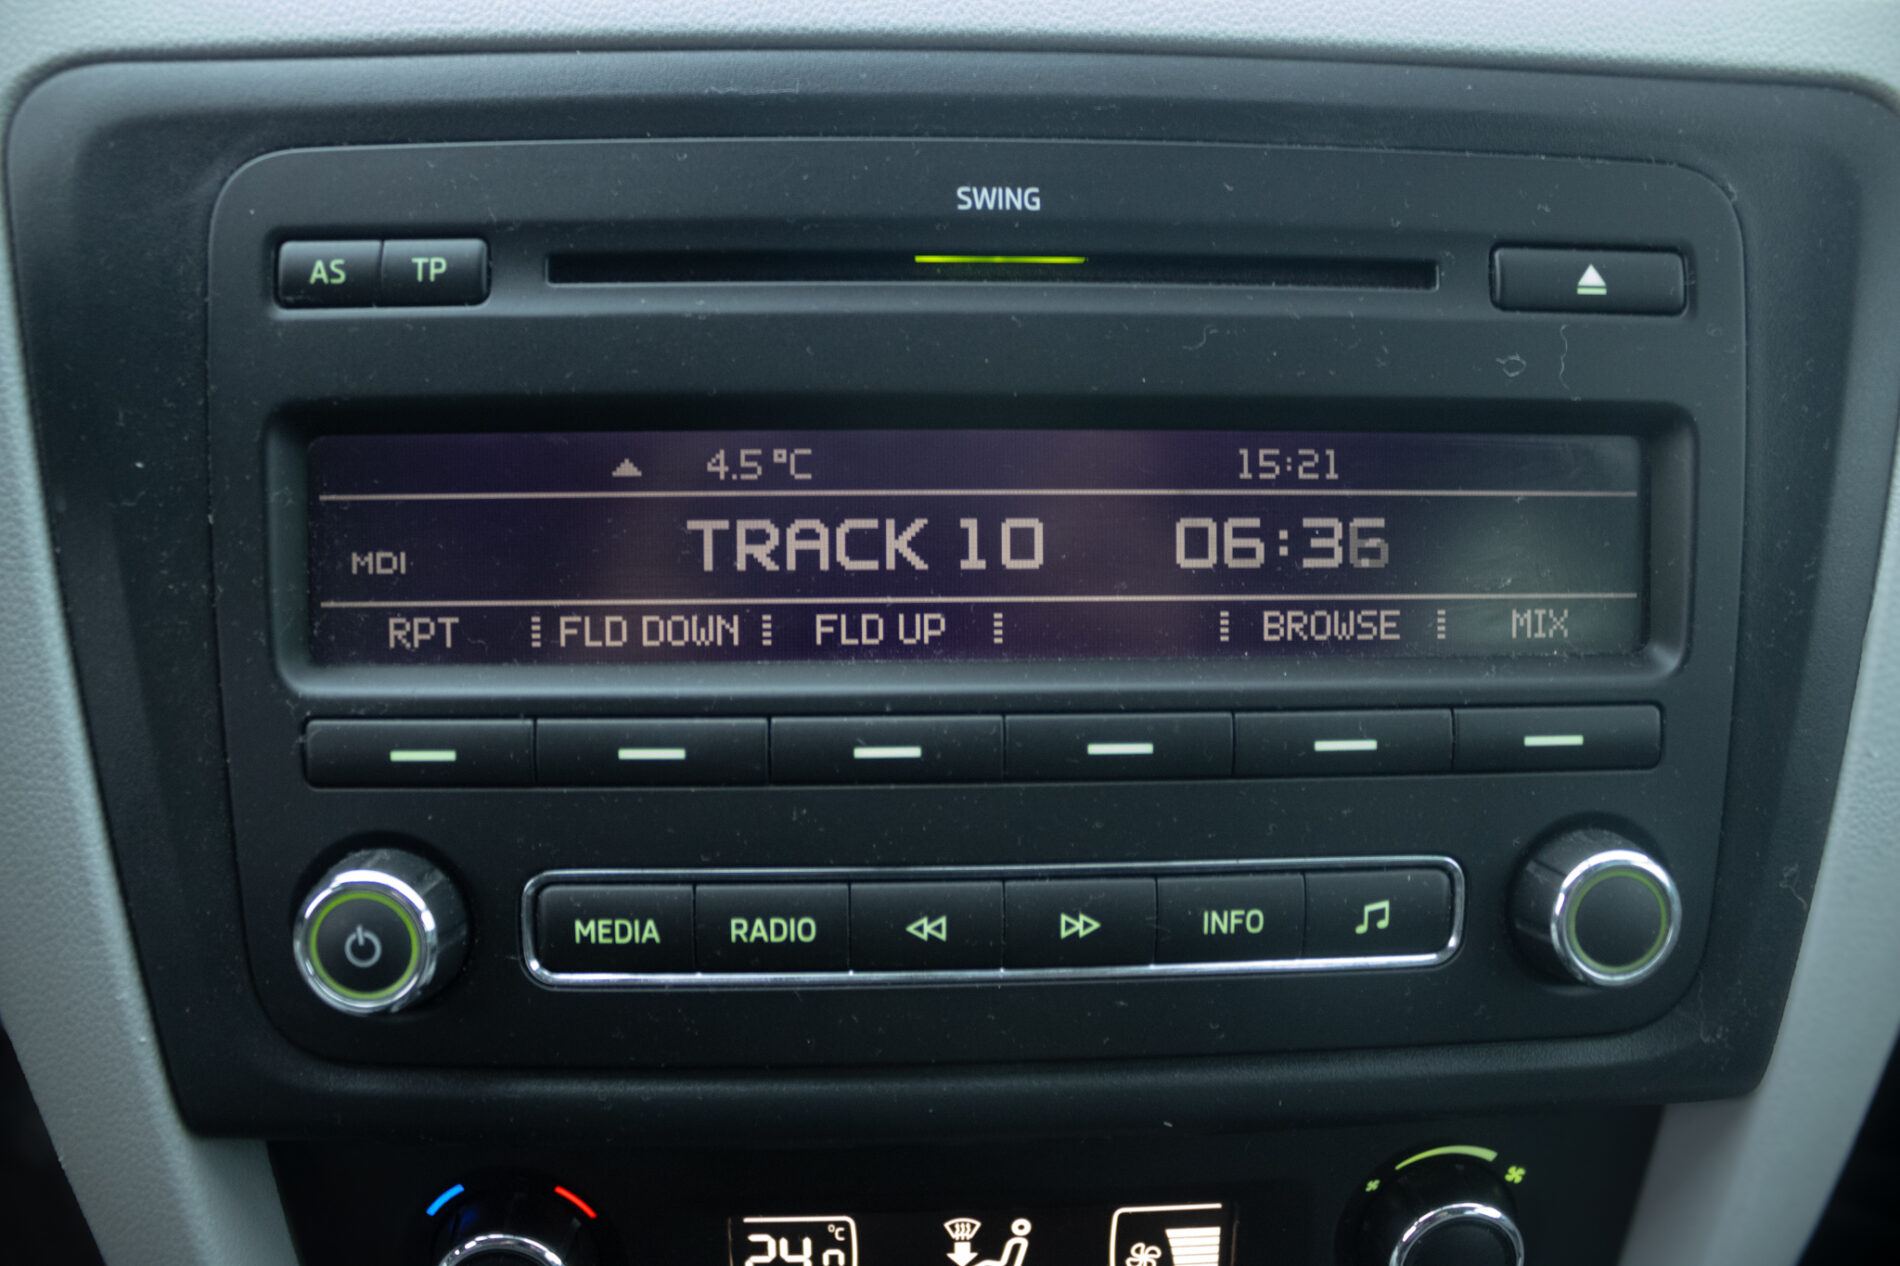 SWING
AS TP
4.5°C 15:21
MDI TRACK 10 06:36
RPT FLD DOWN FLD UP BROWSE MIX
MEDIA RADIO INFO
24.0 °C